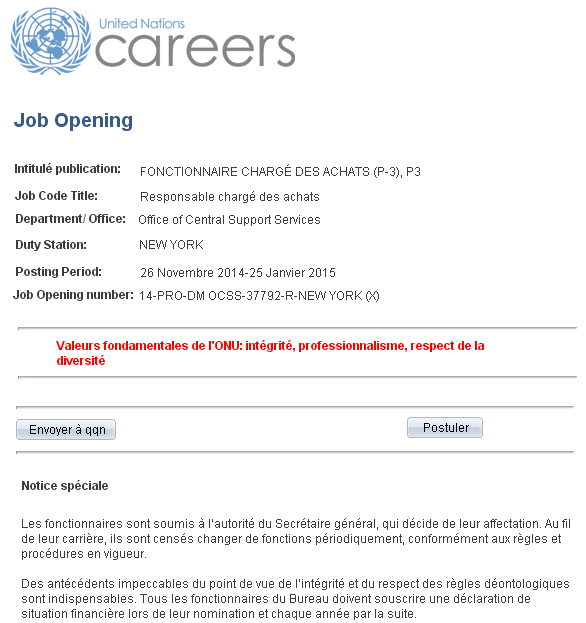 United Nations
careers
Job Opening
Intitulé publication: FONCTIONNAIRE CHARGÉ DES ACHATS (P-3), P3
Job Code Title: Responsable chargé des achats
Department/ Office: Office of Central Support Services
Duty Station: NEW YORK
Posting Period: 26 Novembre 2014-25 Janvier 2015
Job Opening number: 14-PRO-DM OCSS-37792-R-NEW YORK (X)
Valeurs fondamentales de l'ONU: intégrité, professionnalisme, respect de la
diversité
Envoyer à qqn Postuler
Notice spéciale
Les fonctionnaires sont soumis à l'autorité du Secrétaire général, qui décide de leur affectation. Au fil
de leur carrière, ils sont censés changer de fonctions périodiquement, conformément aux règles et
procédures en vigueur.
Des antécédents impeccables du point de vue de l'intégrité et du respect des règles déontologiques
sont indispensables. Tous les fonctionnaires du Bureau doivent souscrire une déclaration de
situation financière lors de leur nomination et chaque année par la suite.